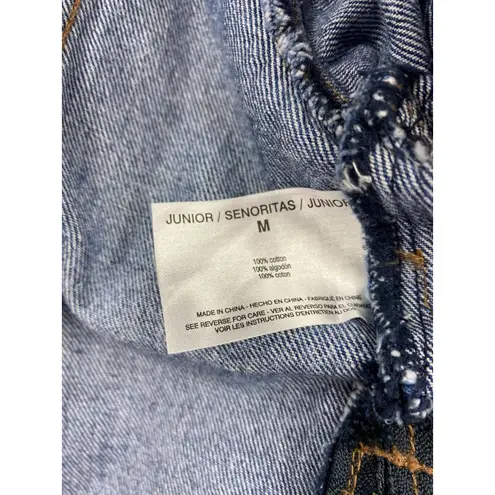 JUNIOR / SENORITAS / JUNIOR
M
100% cotton
100% algodón
100% coton
MADE IN CHINA - HECHO EN CHINA - FABRIQUÉ EN CHINE
SEE REVERSE FOR CARE - VER AL REVERSO PARA EL CUIDADO
VOIR LES INSTRUCTIONS D'ENTRETIEN AU